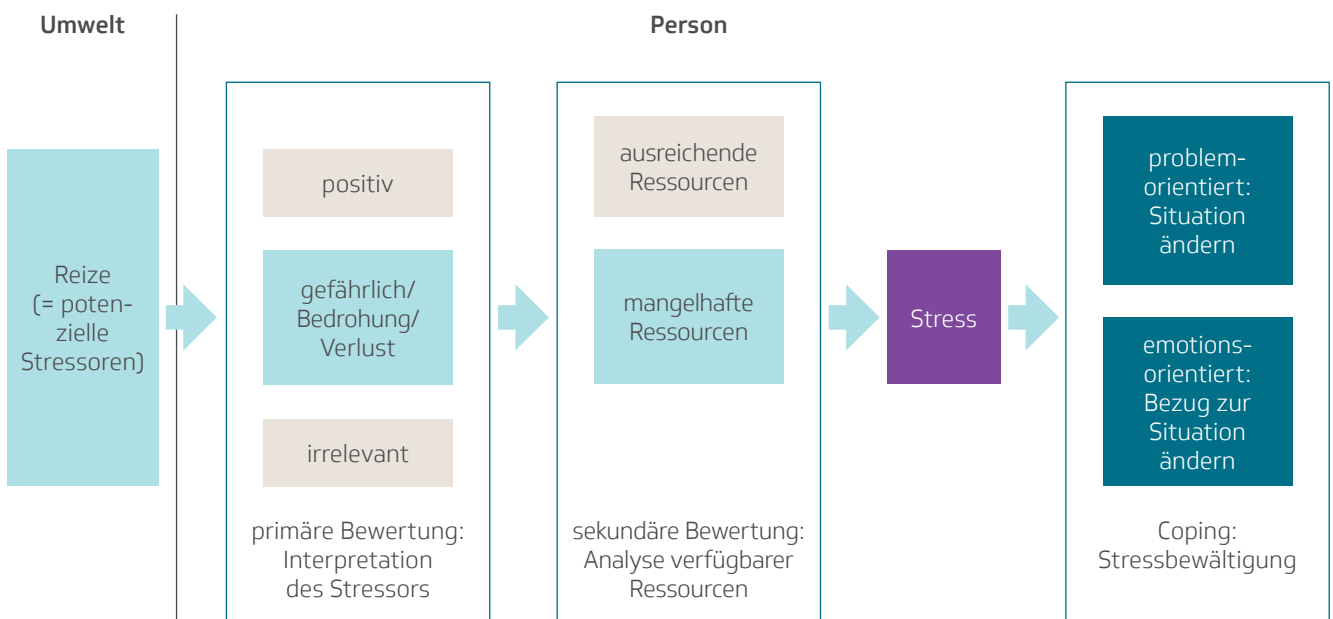 Umwelt
Person
Reize
(= poten-
zielle
Stressoren)
positiv
gefährlich/
Bedrohung/
Verlust
irrelevant
primäre Bewertung:
Interpretation
des Stressors
ausreichende
Ressourcen
mangelhafte
Ressourcen
sekundäre Bewertung:
Analyse verfügbarer
Ressourcen
Stress
problem-
orientiert:
Situation
ändern
emotions-
orientiert:
Bezug zur
Situation
ändern
Coping:
Stressbewältigung